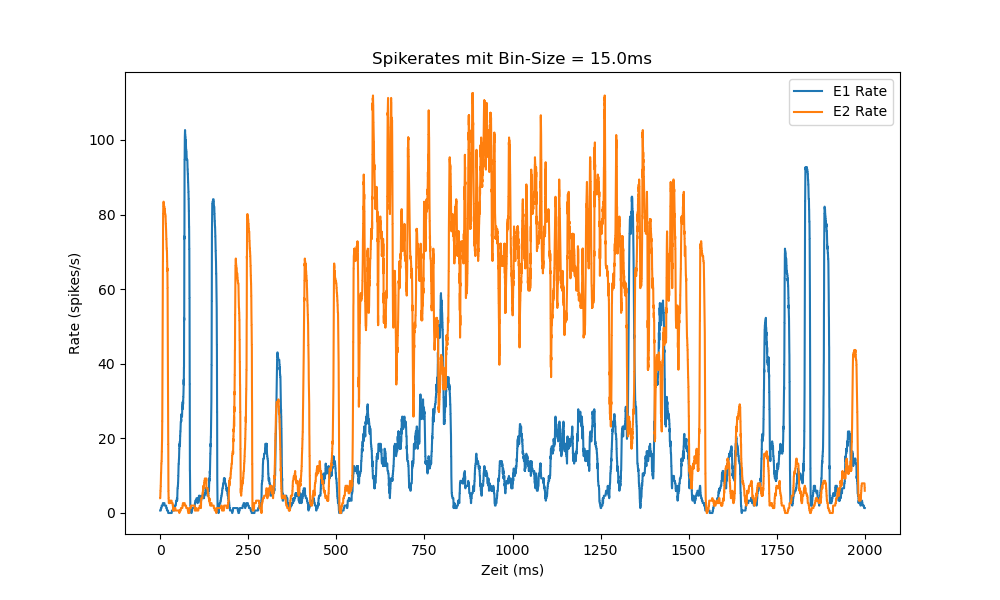 Spikerates mit Bin-Size = 15.0ms
E1 Rate
E2 Rate
100
80
60
40
20
0
Rate (spikes/s)
0 250 500 750 1000 1250 1500 1750 2000
Zeit (ms)